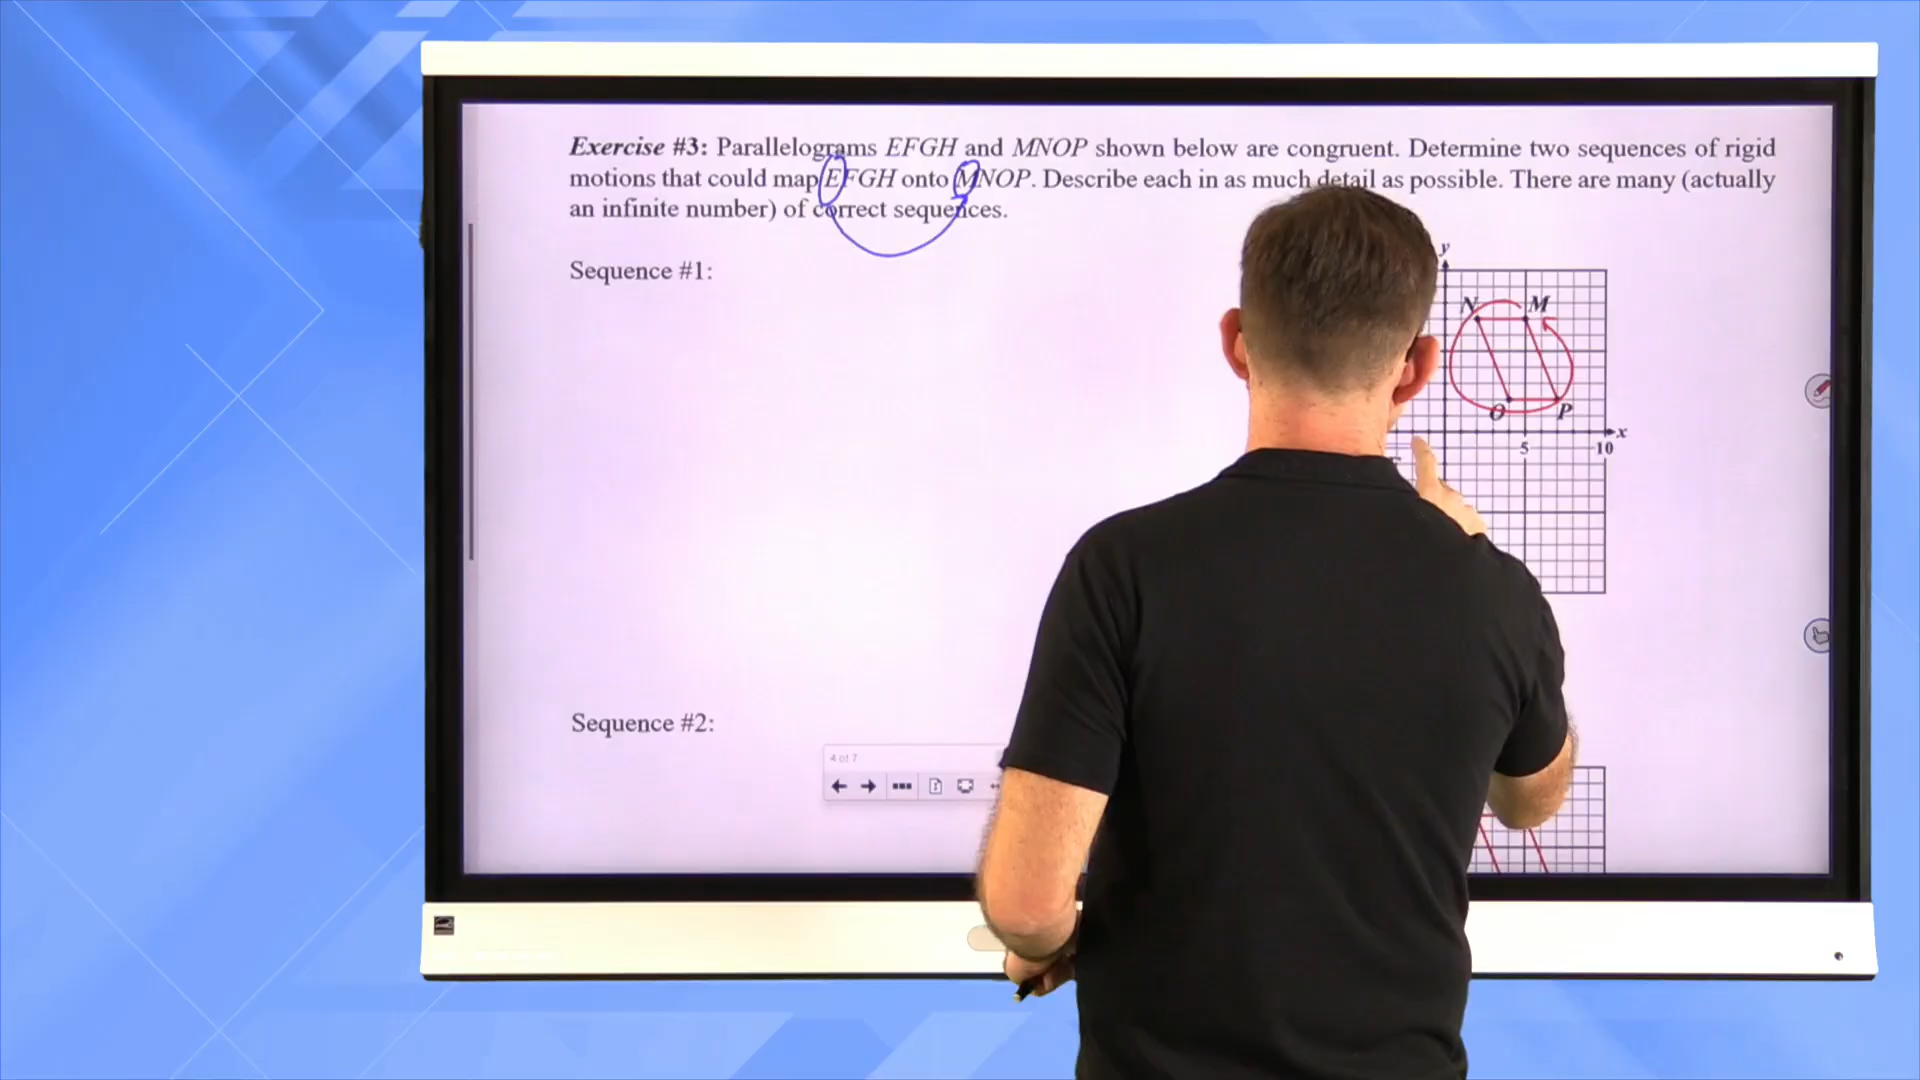 Exercise #3: Parallelograms EFGH and MNOP shown below are congruent. Determine two sequences of rigid
motions that could map EFGH onto MNOP. Describe each in as much detail as possible. There are many (actually
an infinite number) of correct sequences.
y
Sequence #1:
N M
O P
x
5 10
Sequence #2:
4 of 7